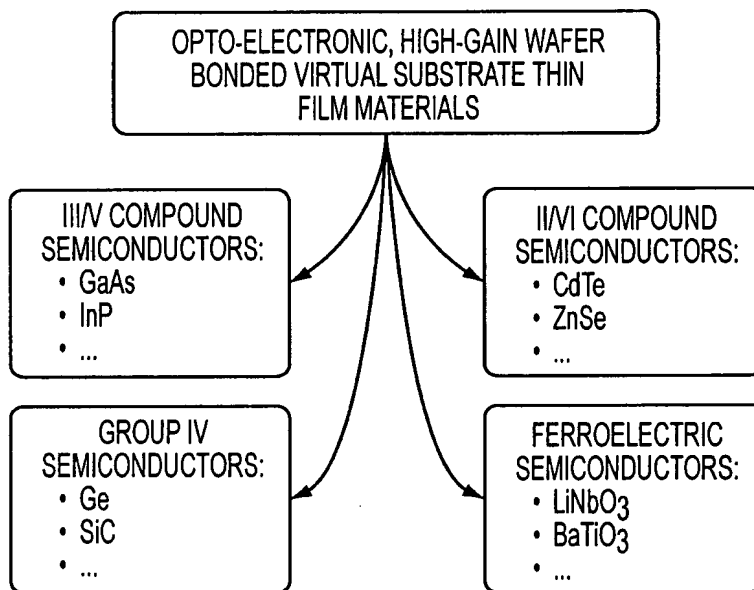 OPTO-ELECTRONIC, HIGH-GAIN WAFER
BONDED VIRTUAL SUBSTRATE THIN
FILM MATERIALS
III/V COMPOUND
SEMICONDUCTORS:
• GaAs
• InP
• ...
II/VI COMPOUND
SEMICONDUCTORS:
• CdTe
• ZnSe
• ...
GROUP IV
SEMICONDUCTORS:
• Ge
• SiC
• ...
FERROELECTRIC
SEMICONDUCTORS:
• LiNbO3
• BaTiO3
• ...